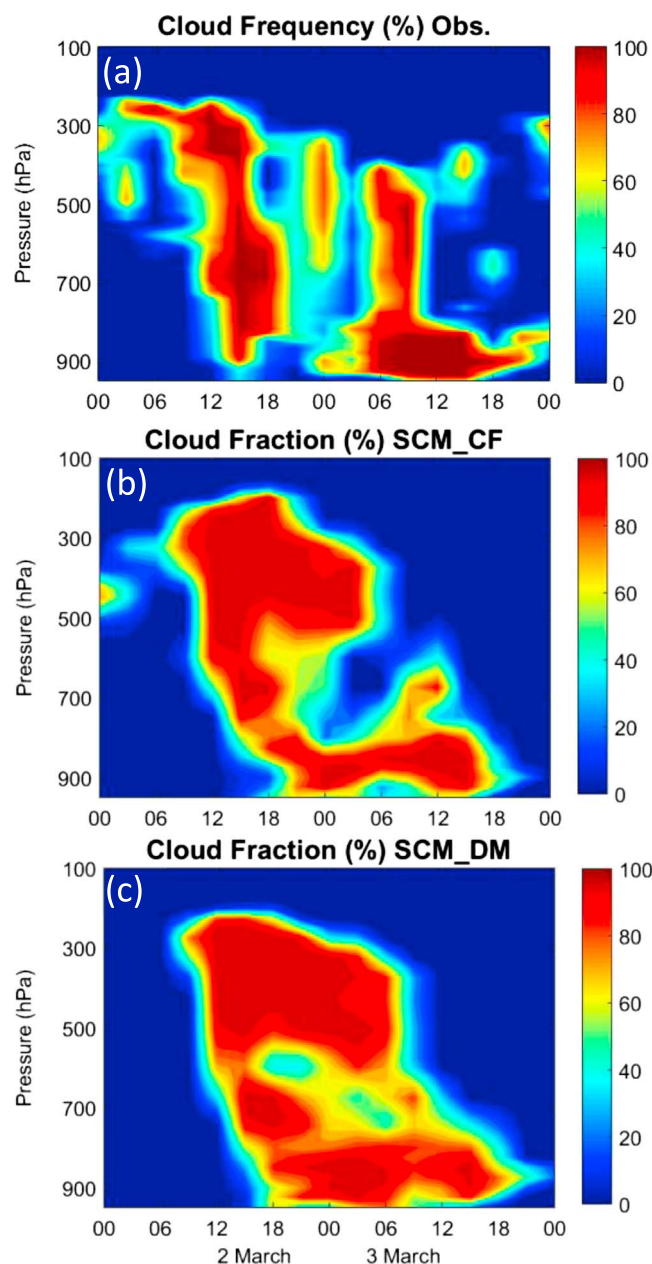 Cloud Frequency (%) Obs.
(a)
Pressure (hPa)
100
300
500
700
900
00 06 12 18 00 06 12 18 00
100
80
60
40
20
0
Cloud Fraction (%) SCM_CF
(b)
Pressure (hPa)
100
300
500
700
900
00 06 12 18 00 06 12 18 00
100
80
60
40
20
0
Cloud Fraction (%) SCM_DM
(c)
Pressure (hPa)
100
300
500
700
900
00 06 12 18 00 06 12 18 00
2 March 3 March
100
80
60
40
20
0